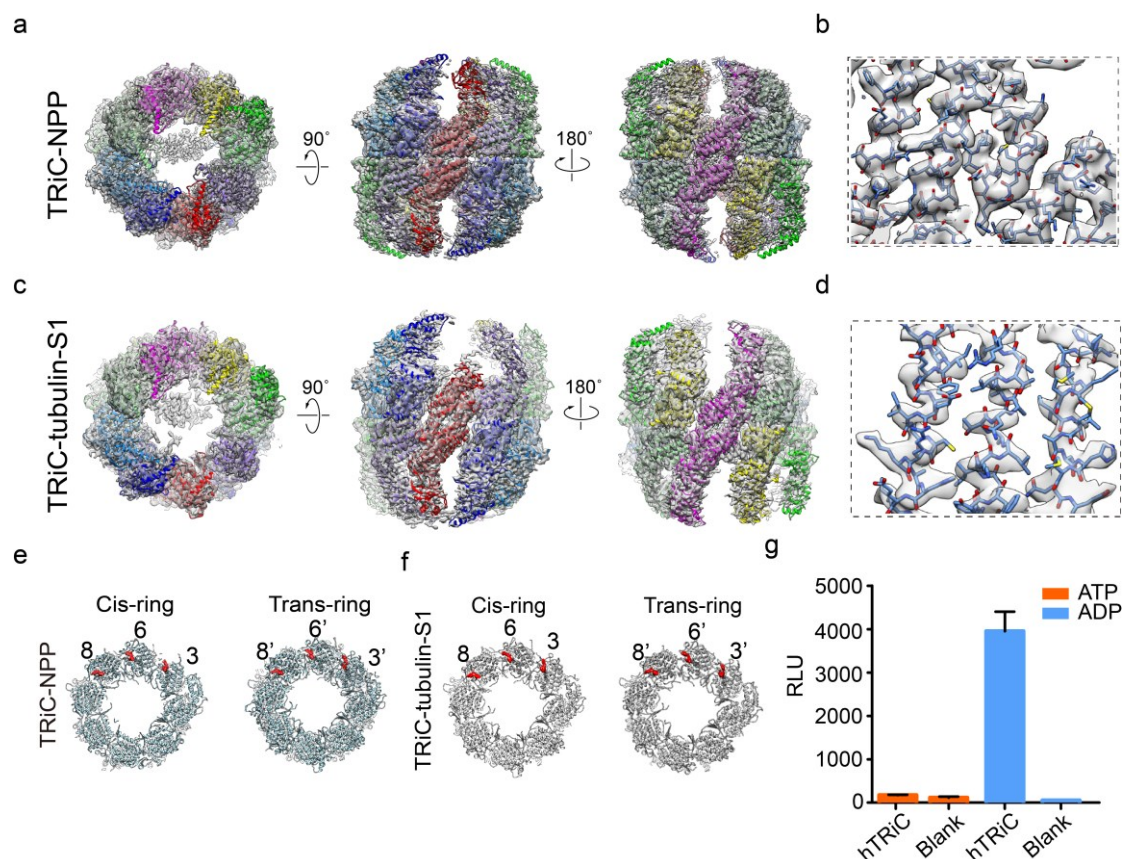 a
b
TRiC-NPP
90°
180°
c
d
TRiC-tubulin-S1
90°
180°
e
f
g
Cis-ring
Trans-ring
Cis-ring
Trans-ring
8 6 3
8' 6' 3'
8 6 3
8' 6' 3'
TRiC-NPP
TRiC-tubulin-S1
ATP
ADP
RLU
5000
4000
3000
2000
1000
0
hTRiC
Blank
hTRiC
Blank